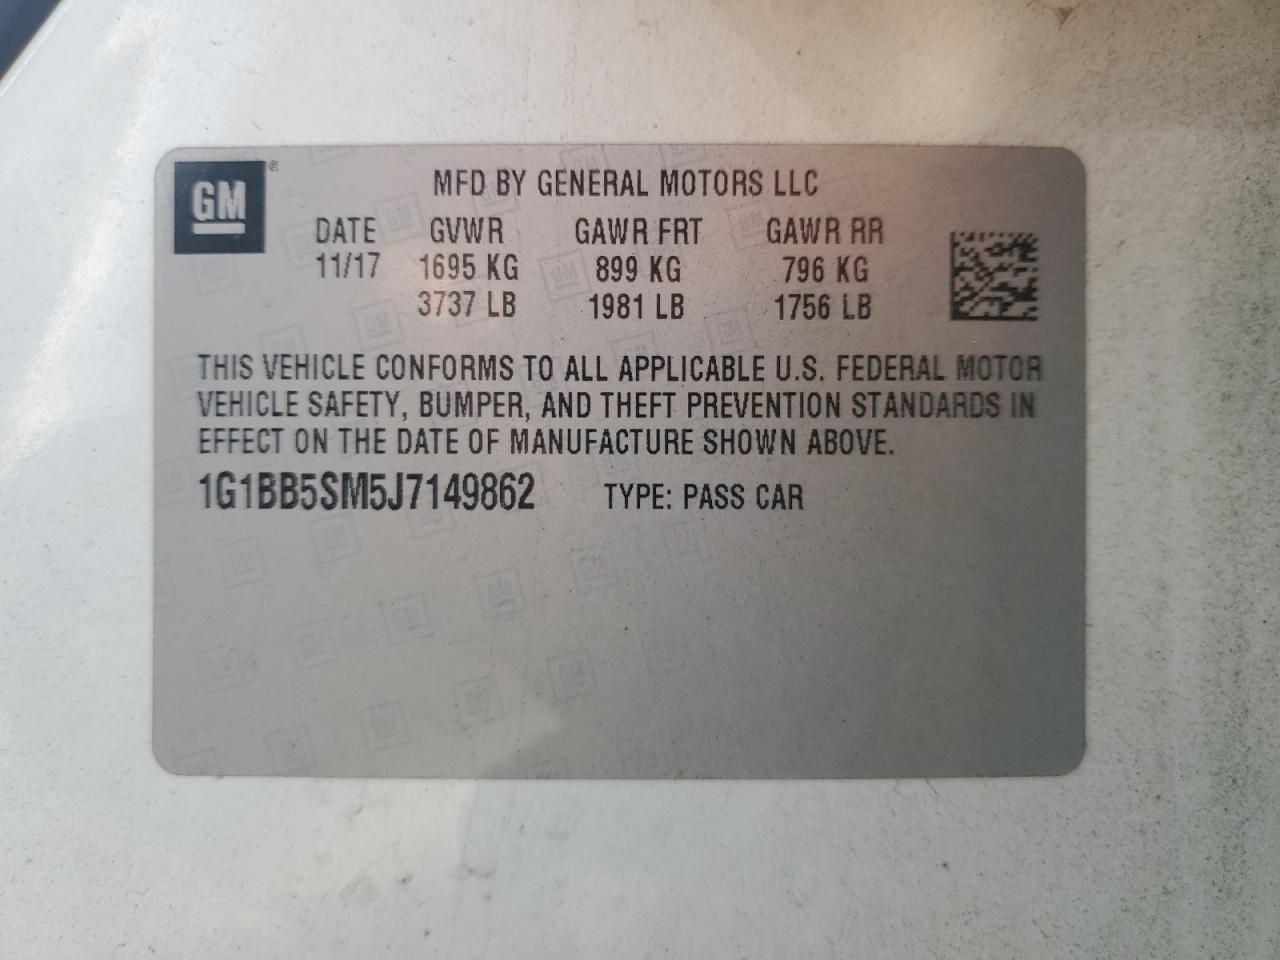 GM ®
MFD BY GENERAL MOTORS LLC
DATE GVWR GAWR FRT GAWR RR
11/17 1695 KG 899 KG 796 KG
3737 LB 1981 LB 1756 LB
THIS VEHICLE CONFORMS TO ALL APPLICABLE U.S. FEDERAL MOTOR
VEHICLE SAFETY, BUMPER, AND THEFT PREVENTION STANDARDS IN
EFFECT ON THE DATE OF MANUFACTURE SHOWN ABOVE.
1G1BB5SM5J7149862 TYPE: PASS CAR